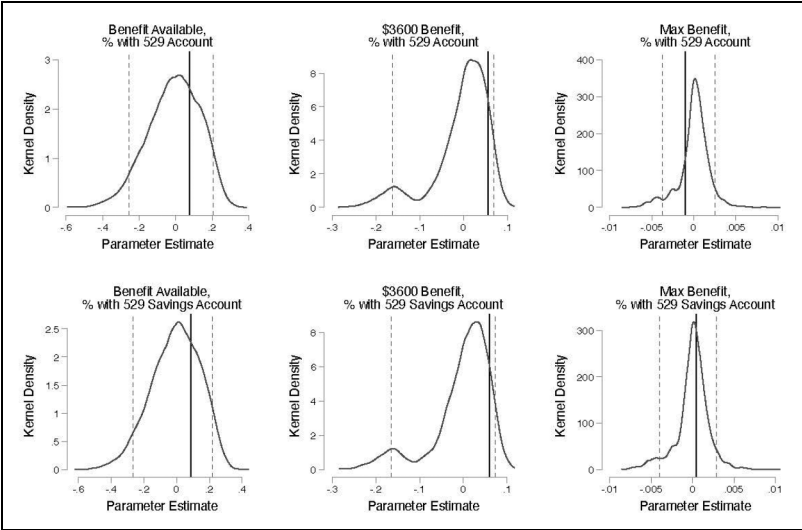 Benefit Available,
% with 529 Account
Kernel Density
3
2
1
0
-.6 -.4 -.2 0 .2 .4
Parameter Estimate
$3600 Benefit,
% with 529 Account
Kernel Density
8
6
4
2
0
-.3 -.2 -.1 0 .1
Parameter Estimate
Max Benefit,
% with 529 Account
Kernel Density
400
300
200
100
0
-.01 -.005 0 .005 .01
Parameter Estimate
Benefit Available,
% with 529 Savings Account
Kernel Density
2.5
2
1.5
1
.5
0
-.6 -.4 -.2 0 .2 .4
Parameter Estimate
$3600 Benefit,
% with 529 Savings Account
Kernel Density
8
6
4
2
0
-.3 -.2 -.1 0 .1
Parameter Estimate
Max Benefit,
% with 529 Savings Account
Kernel Density
300
200
100
0
-.01 -.005 0 .005 .01
Parameter Estimate